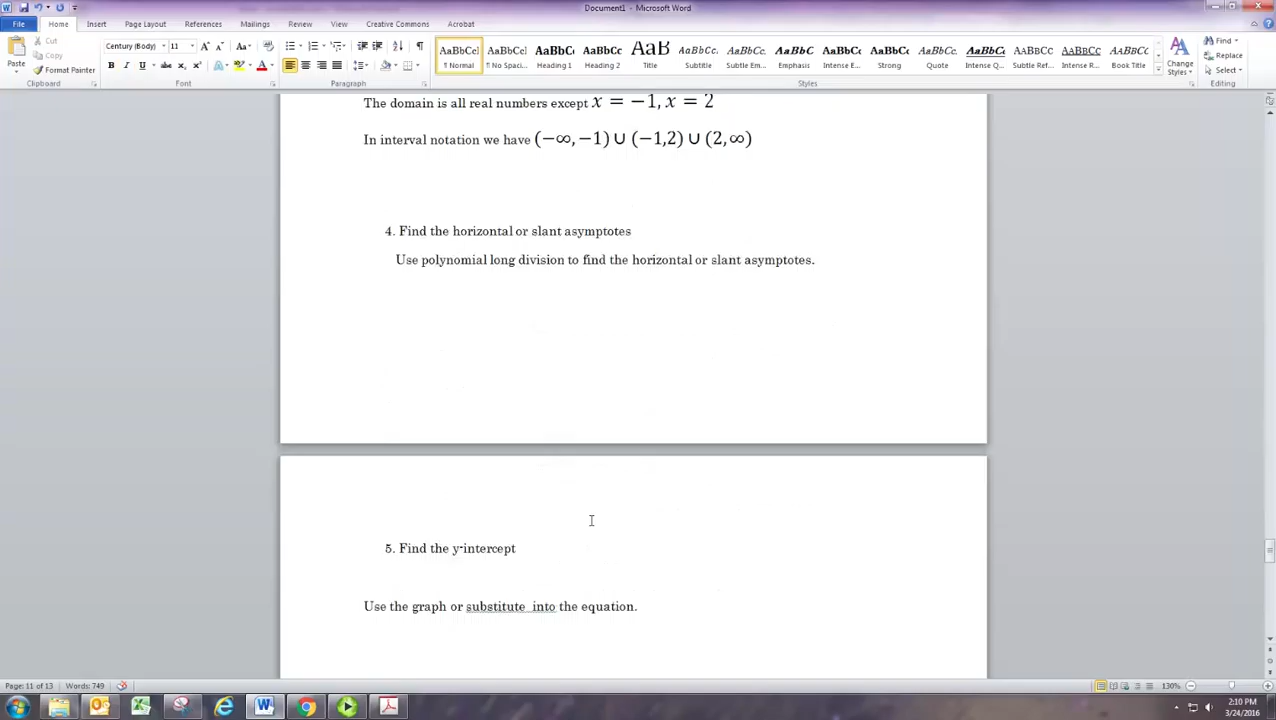 Document1 - Microsoft Word
File Home Insert Page Layout References Mailings Review View Creative Commons Acrobat
Paste Cut Copy Format Painter
Century (Body) 11
Clipboard Font Paragraph Styles Editing
AaBbCcI AaBbCcI AaBbCc AaBbCc AaB AaBbCc. AaBbCc. AaBbC AaBbCc AaBbCc AaBbCc. AaBbC AaBbCcI AaBbCcI AaBbCc.
¶ Normal ¶ No Spaci... Heading 1 Heading 2 Title Subtitle Subtle Em... Emphasis Intense E... Strong Quote Intense Q... Subtle Ref... Intense R... Book Title
Change Styles
Find
Replace
Select
The domain is all real numbers except x = −1, x = 2
In interval notation we have (−∞, −1) ∪ (−1,2) ∪ (2, ∞)
4. Find the horizontal or slant asymptotes
Use polynomial long division to find the horizontal or slant asymptotes.
5. Find the y-intercept
Use the graph or substitute into the equation.
Page: 11 of 13 Words: 749 130%
2:10 PM
3/24/2016